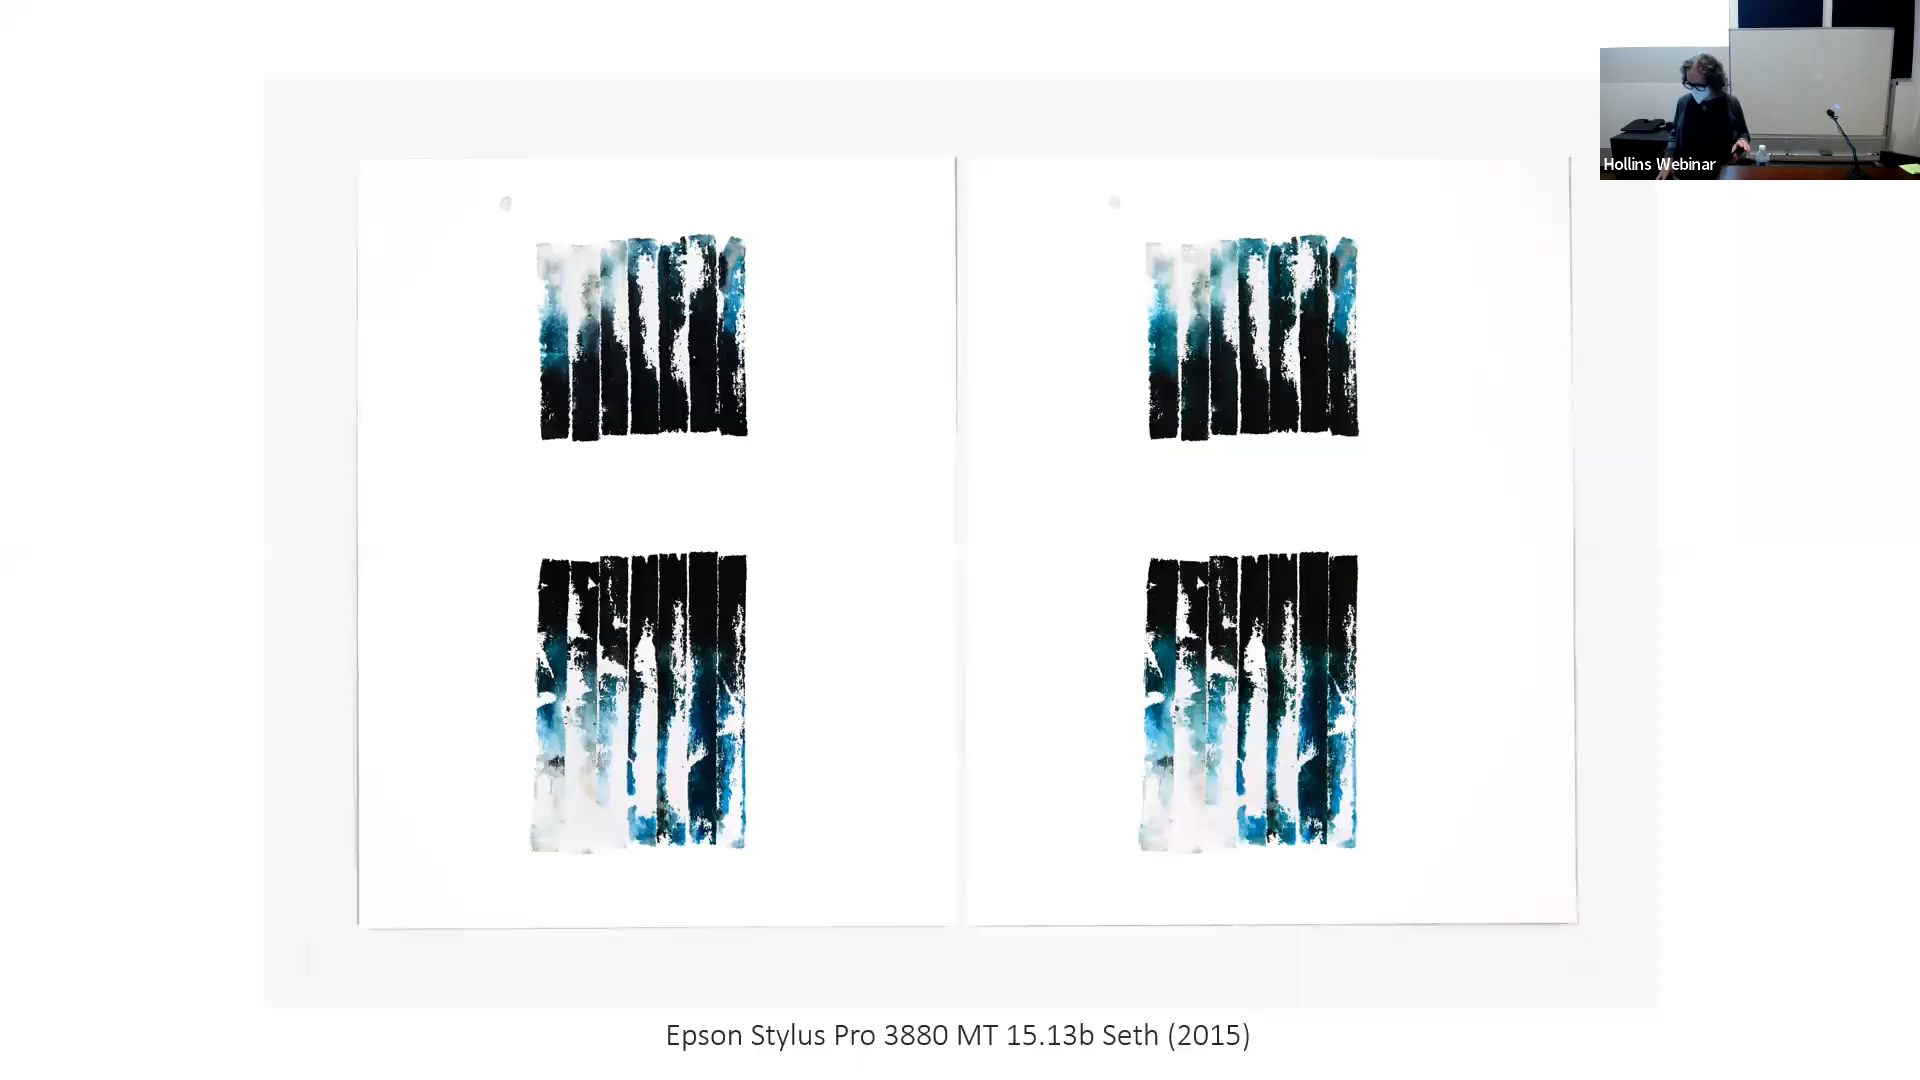 Hollins Webinar
Epson Stylus Pro 3880 MT 15.13b Seth (2015)